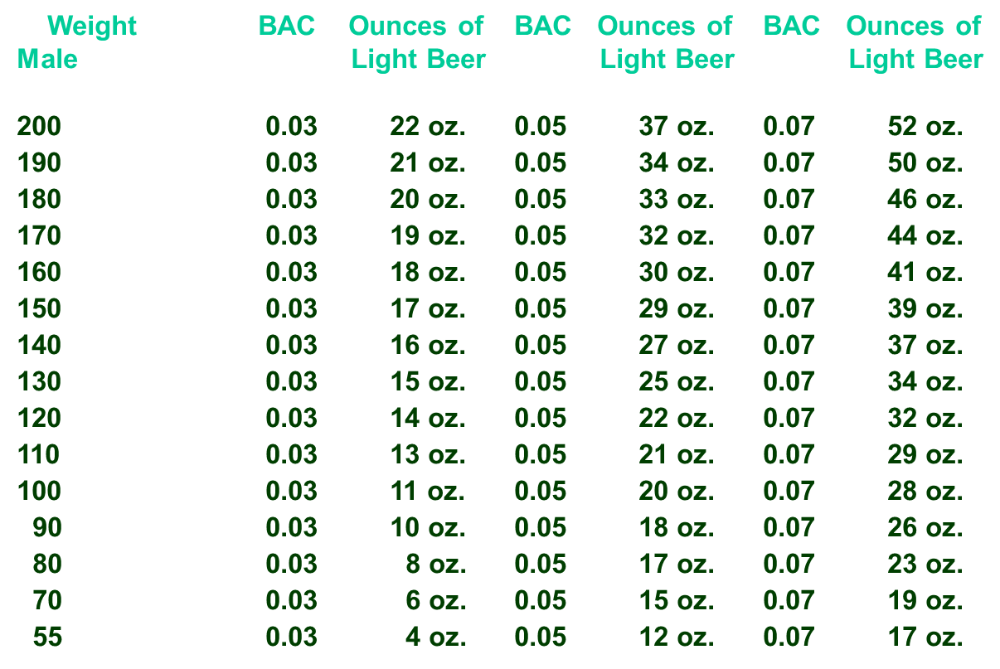 Weight BAC Ounces of BAC Ounces of BAC Ounces of
Male Light Beer Light Beer Light Beer
200 0.03 22 oz. 0.05 37 oz. 0.07 52 oz.
190 0.03 21 oz. 0.05 34 oz. 0.07 50 oz.
180 0.03 20 oz. 0.05 33 oz. 0.07 46 oz.
170 0.03 19 oz. 0.05 32 oz. 0.07 44 oz.
160 0.03 18 oz. 0.05 30 oz. 0.07 41 oz.
150 0.03 17 oz. 0.05 29 oz. 0.07 39 oz.
140 0.03 16 oz. 0.05 27 oz. 0.07 37 oz.
130 0.03 15 oz. 0.05 25 oz. 0.07 34 oz.
120 0.03 14 oz. 0.05 22 oz. 0.07 32 oz.
110 0.03 13 oz. 0.05 21 oz. 0.07 29 oz.
100 0.03 11 oz. 0.05 20 oz. 0.07 28 oz.
90 0.03 10 oz. 0.05 18 oz. 0.07 26 oz.
80 0.03 8 oz. 0.05 17 oz. 0.07 23 oz.
70 0.03 6 oz. 0.05 15 oz. 0.07 19 oz.
55 0.03 4 oz. 0.05 12 oz. 0.07 17 oz.